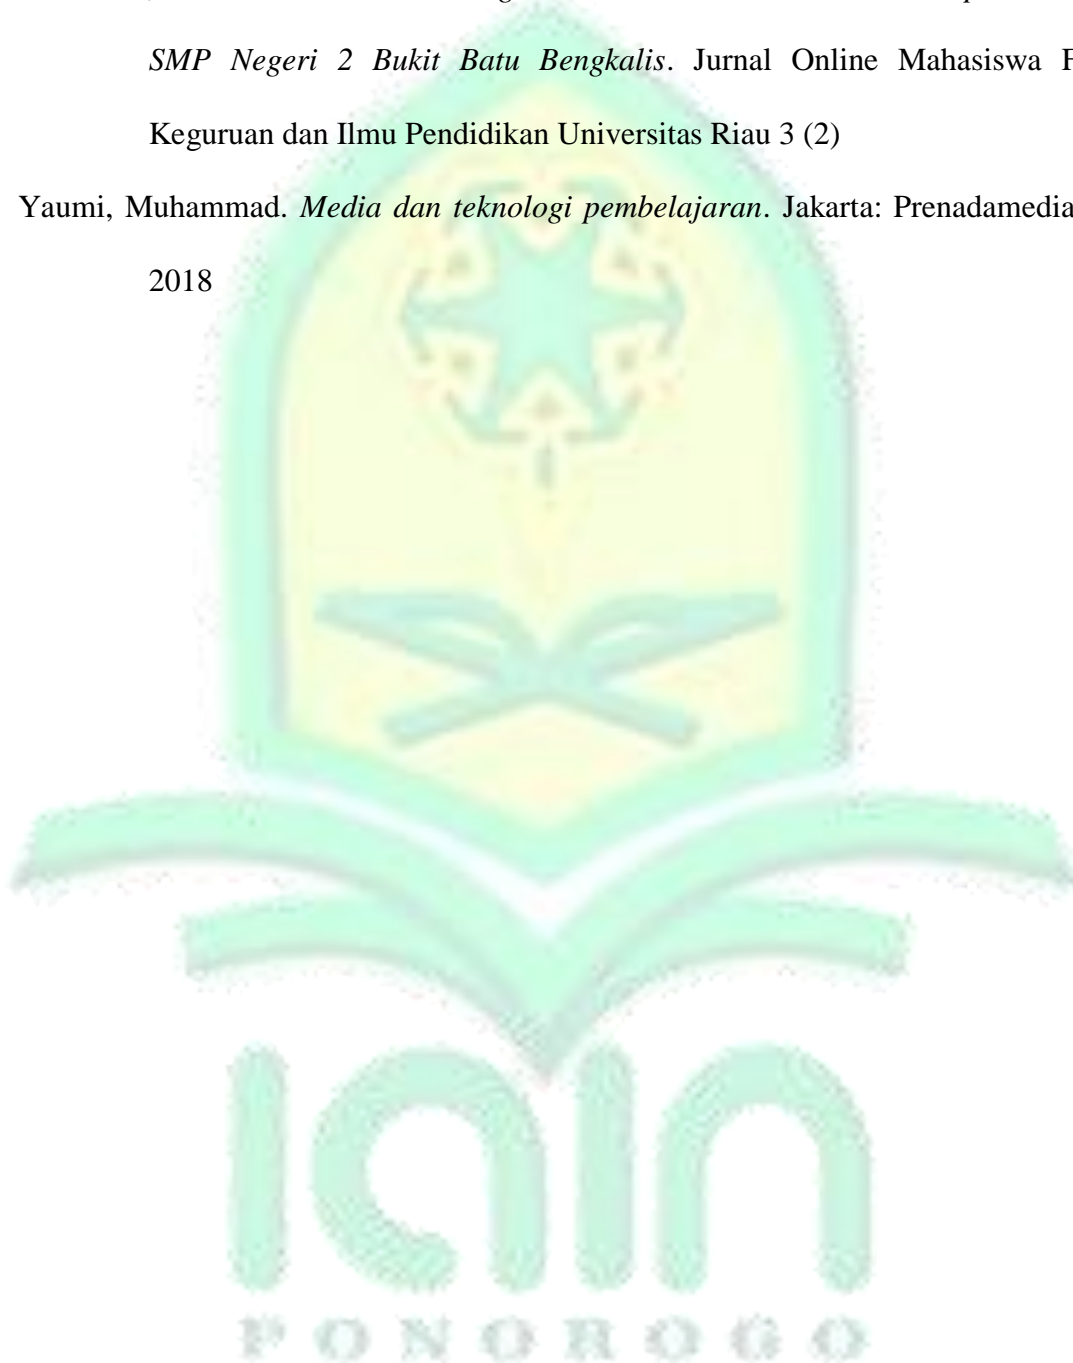 SMP Negeri 2 Bukit Batu Bengkalis. Jurnal Online Mahasiswa
Keguruan dan Ilmu Pendidikan Universitas Riau 3 (2)
Yaumi, Muhammad. Media dan teknologi pembelajaran. Jakarta: Prenadamedia
2018
iain
PONOROGO